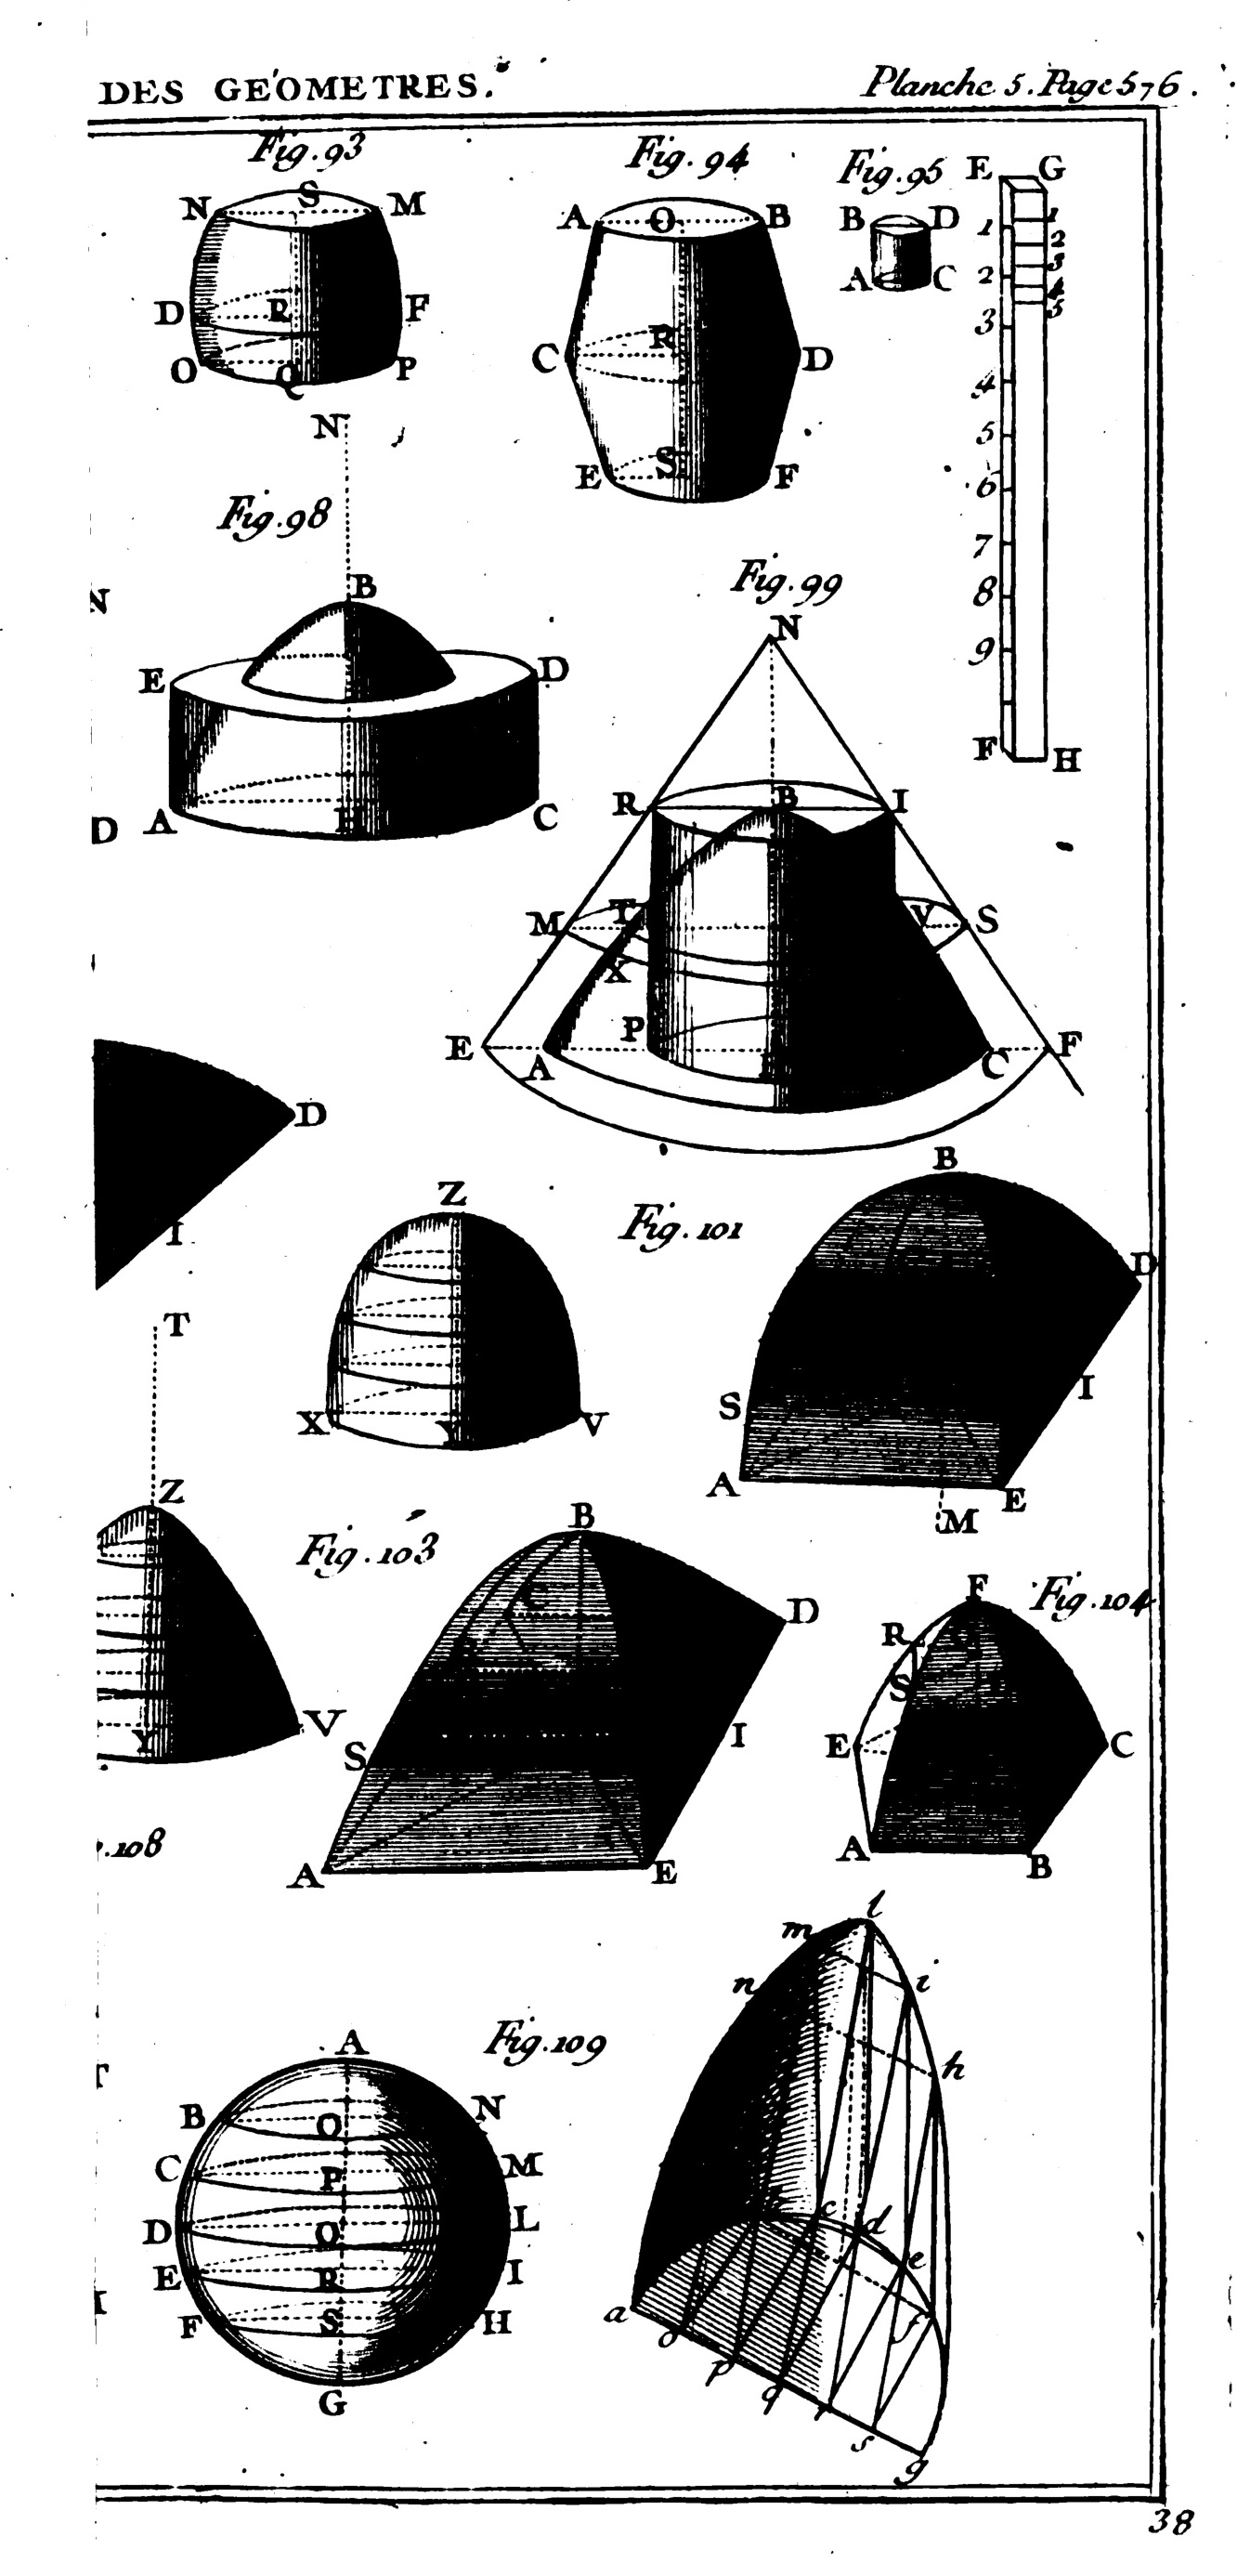 DES GÉOMETRES. Planche 5. Page 576.
Fig. 93
N S M
D R F
O Q P
Fig. 94
A O B
C R D
E S F
Fig. 95
B D
A C
E G
1 1
2
3
2 4
5
3
4
5
6
7
8
9
F H
N
Fig. 98
B
E D
A H C
N
D
Fig. 99
N
R B I
M T V S
X
P
E A C F
D
I
Z
X Y V
Fig. 101
B
D
S I
A E
M
T
Z
Y V
Fig. 103
B
C D
S I
A E
Fig. 104
F
R
S
E C
A B
.108
T
I
Fig. 109
A
B O N
C P M
D Q L
E R I
F S H
G
l
m
n i
h
c d
e
a f
o
p
q r
s
g
38